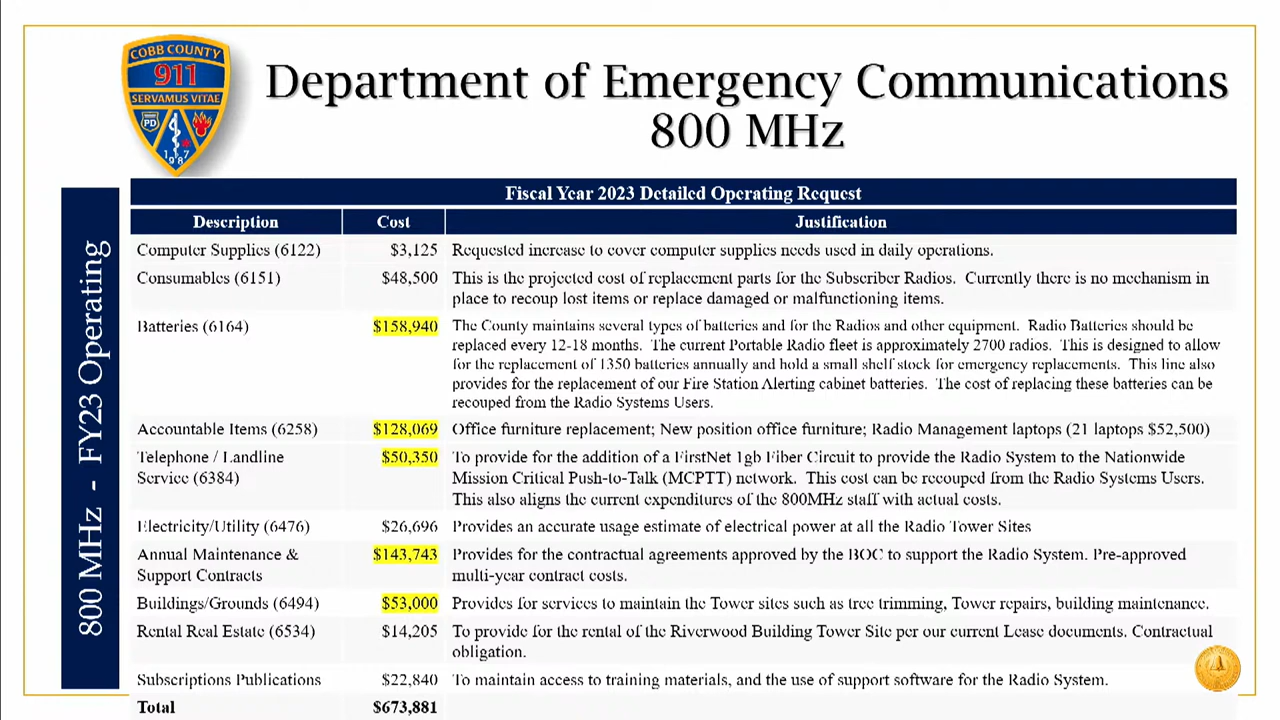 COBB COUNTY
911
SERVAMUS VITAE
PD
1987
Department of Emergency Communications
800 MHz
800 MHz - FY23 Operating
Fiscal Year 2023 Detailed Operating Request
Description Cost Justification
Computer Supplies (6122) $3,125 Requested increase to cover computer supplies needs used in daily operations.
Consumables (6151) $48,500 This is the projected cost of replacement parts for the Subscriber Radios. Currently there is no mechanism in
place to recoup lost items or replace damaged or malfunctioning items.
Batteries (6164) $158,940 The County maintains several types of batteries and for the Radios and other equipment. Radio Batteries should be
replaced every 12-18 months. The current Portable Radio fleet is approximately 2700 radios. This is designed to allow
for the replacement of 1350 batteries annually and hold a small shelf stock for emergency replacements. This line also
provides for the replacement of our Fire Station Alerting cabinet batteries. The cost of replacing these batteries can be
recouped from the Radio Systems Users.
Accountable Items (6258) $128,069 Office furniture replacement; New position office furniture; Radio Management laptops (21 laptops $52,500)
Telephone / Landline $50,350 To provide for the addition of a FirstNet 1gb Fiber Circuit to provide the Radio System to the Nationwide
Service (6384) Mission Critical Push-to-Talk (MCPTT) network. This cost can be recouped from the Radio Systems Users.
This also aligns the current expenditures of the 800MHz staff with actual costs.
Electricity/Utility (6476) $26,696 Provides an accurate usage estimate of electrical power at all the Radio Tower Sites
Annual Maintenance & $143,743 Provides for the contractual agreements approved by the BOC to support the Radio System. Pre-approved
Support Contracts multi-year contract costs.
Buildings/Grounds (6494) $53,000 Provides for services to maintain the Tower sites such as tree trimming, Tower repairs, building maintenance.
Rental Real Estate (6534) $14,205 To provide for the rental of the Riverwood Building Tower Site per our current Lease documents. Contractual
obligation.
Subscriptions Publications $22,840 To maintain access to training materials, and the use of support software for the Radio System.
Total $673,881